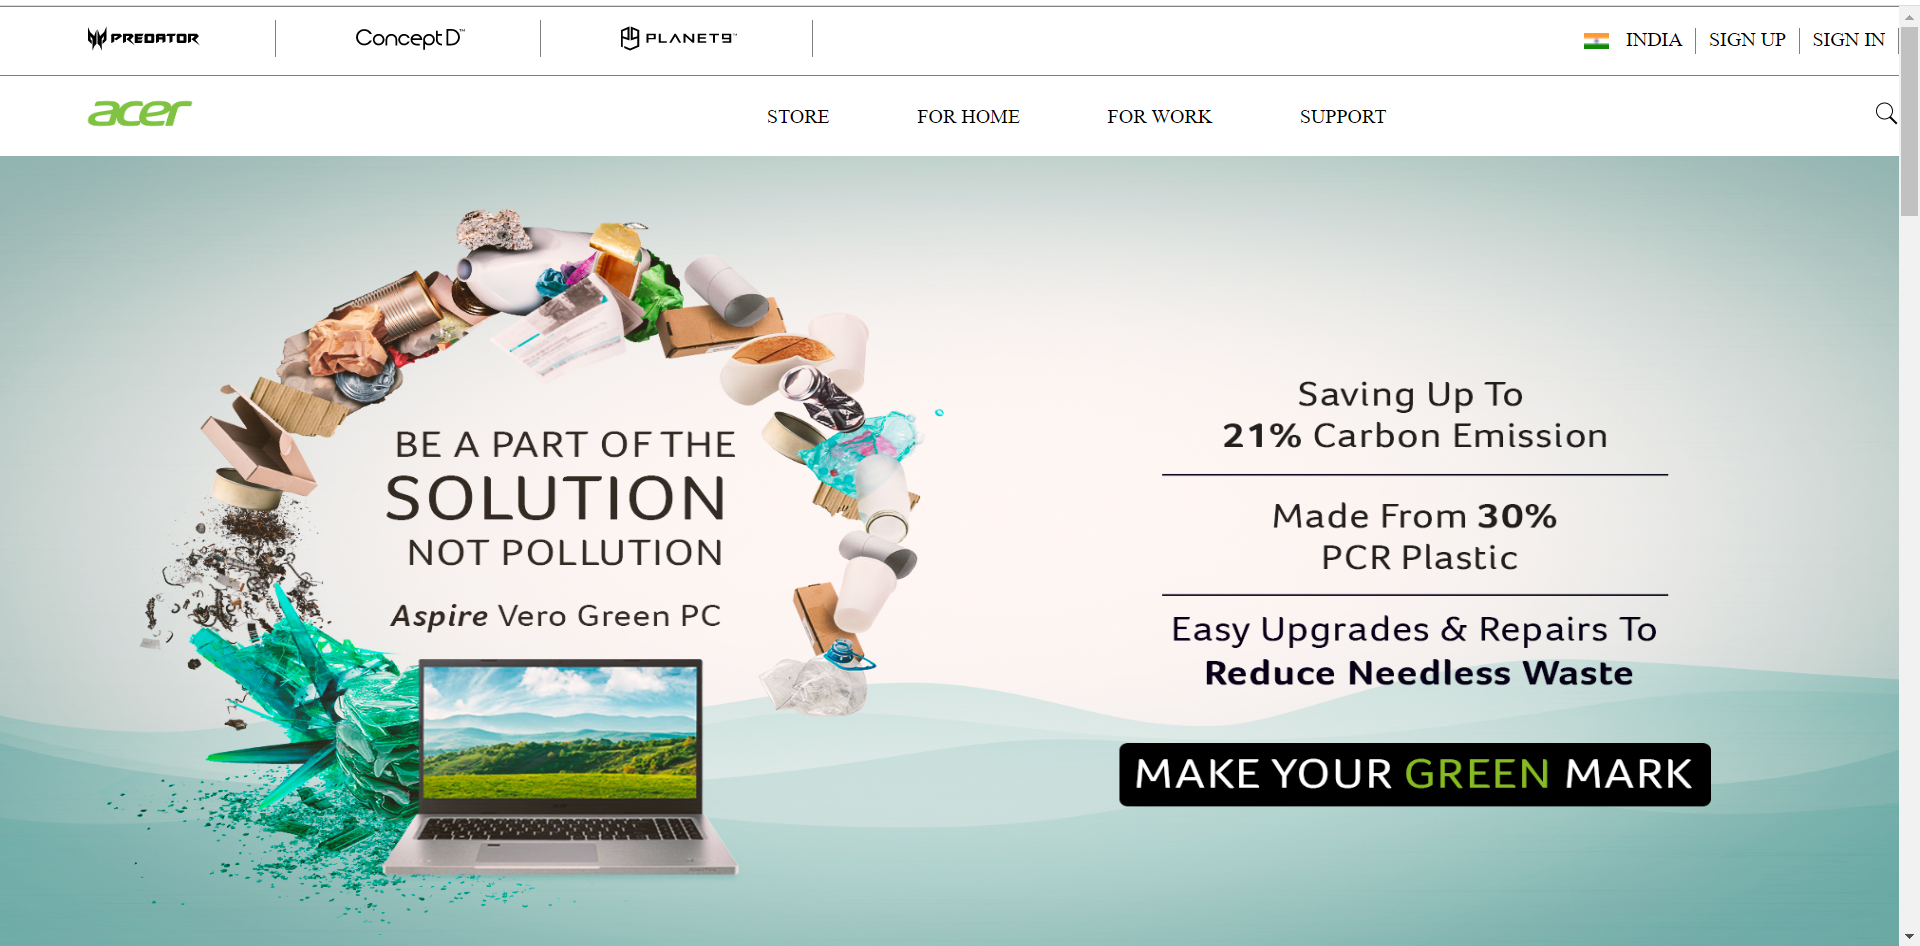 PREDATOR
ConceptD™
PLANET9™
INDIA
SIGN UP
SIGN IN
acer
STORE
FOR HOME
FOR WORK
SUPPORT
BE A PART OF THE
SOLUTION
NOT POLLUTION
Aspire Vero Green PC
Saving Up To
21% Carbon Emission
Made From 30%
PCR Plastic
Easy Upgrades & Repairs To
Reduce Needless Waste
MAKE YOUR GREEN MARK